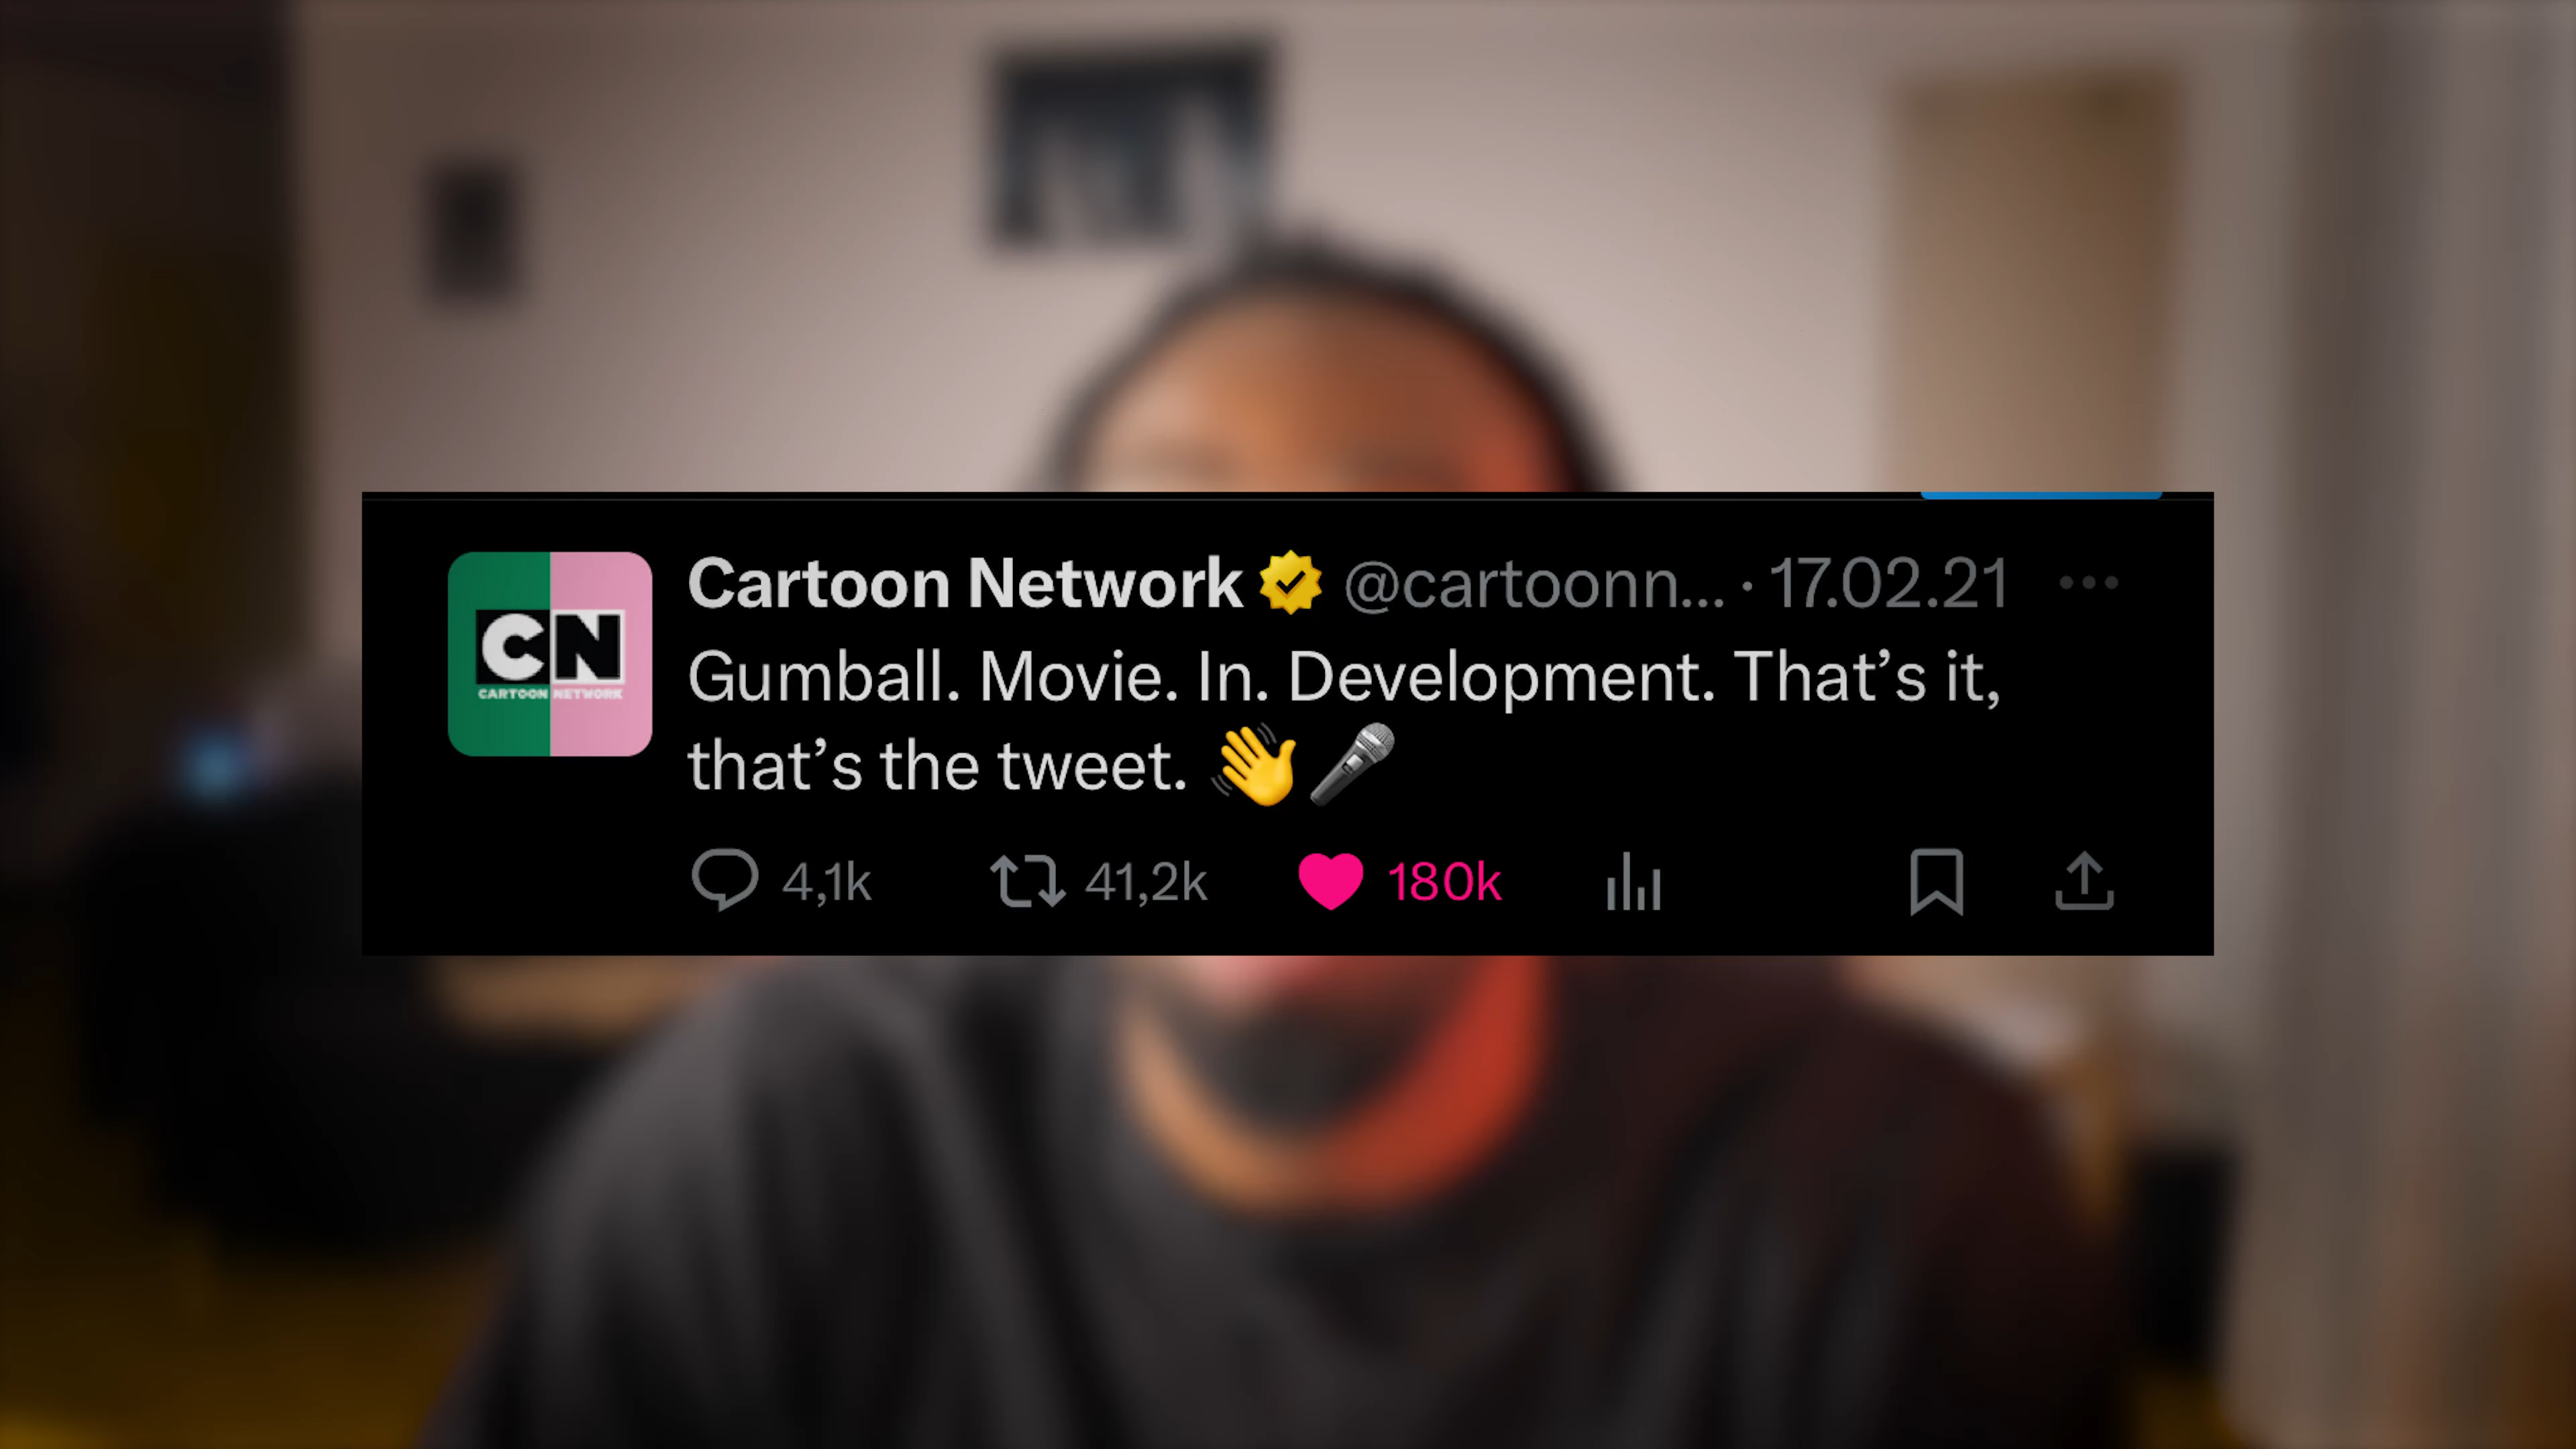 CN
CARTOON NETWORK
Cartoon Network @cartoonn... · 17.02.21
Gumball. Movie. In. Development. That’s it,
that’s the tweet. 👋🎤
4,1k 41,2k 180k